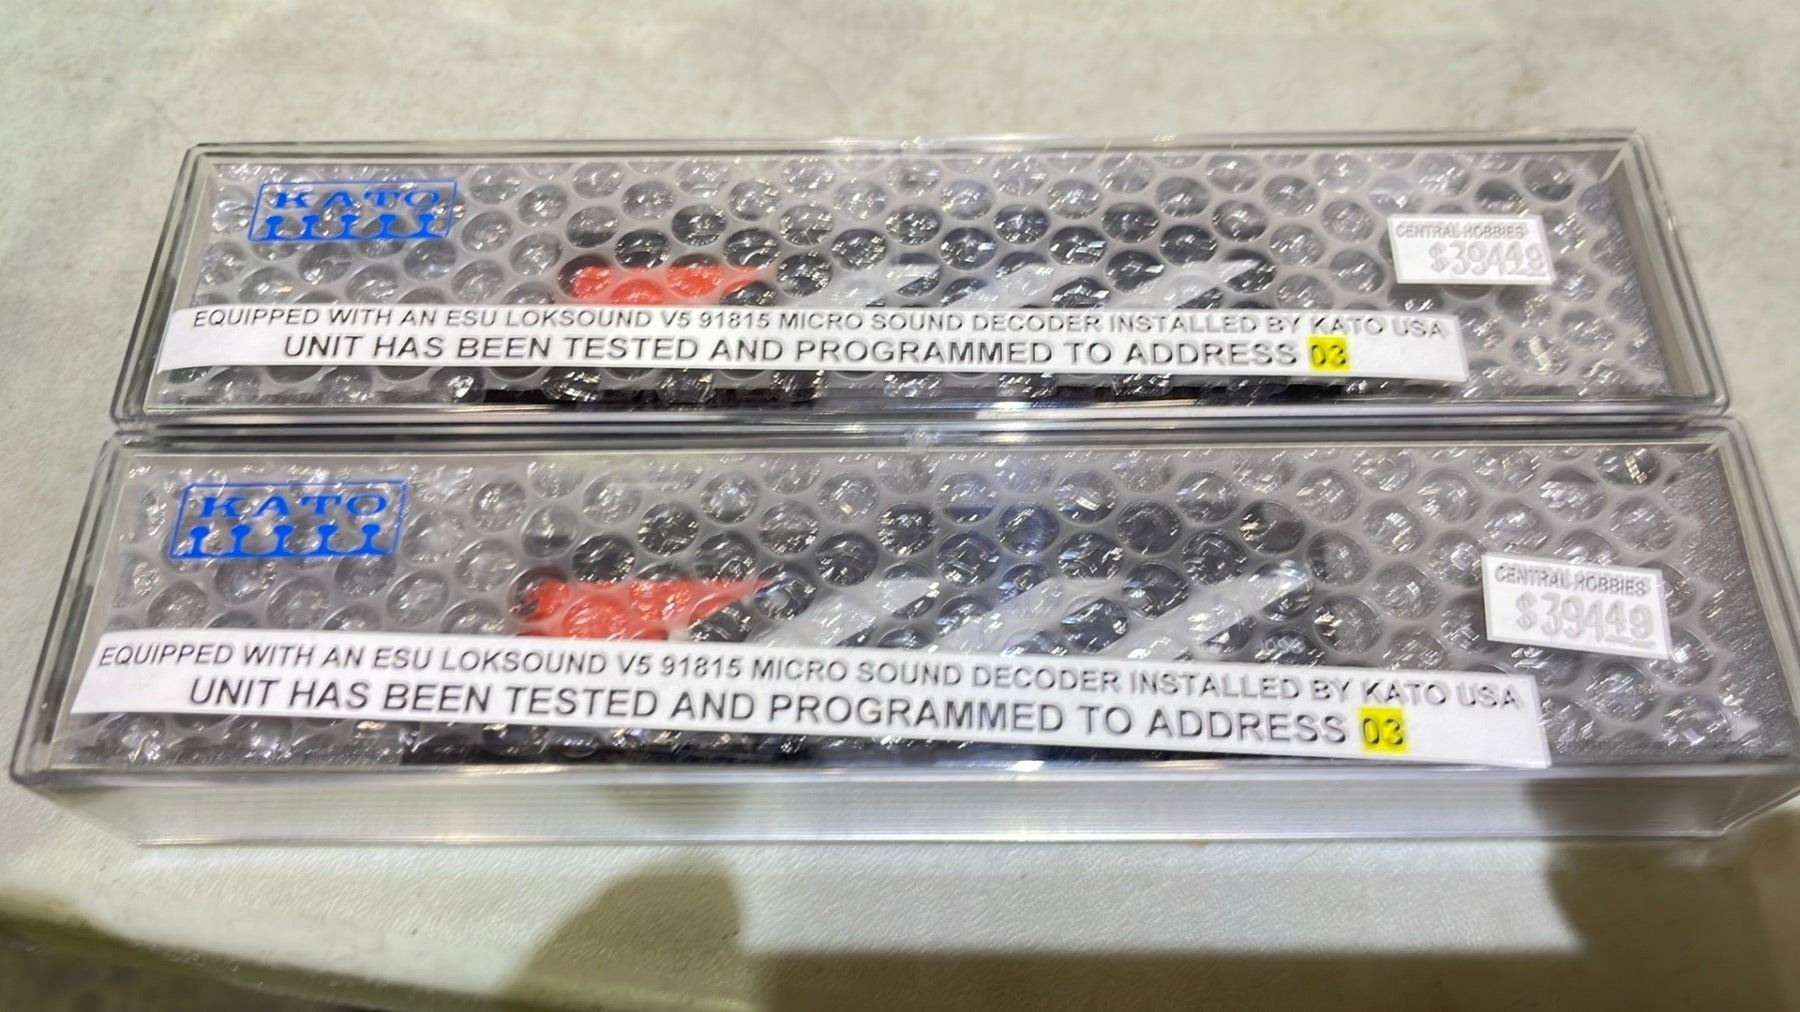 KATO
CENTRAL HOBBIES
$394.49
EQUIPPED WITH AN ESU LOKSOUND V5 91815 MICRO SOUND DECODER INSTALLED BY KATO USA
UNIT HAS BEEN TESTED AND PROGRAMMED TO ADDRESS 03
KATO
CENTRAL HOBBIES
$394.49
EQUIPPED WITH AN ESU LOKSOUND V5 91815 MICRO SOUND DECODER INSTALLED BY KATO USA
UNIT HAS BEEN TESTED AND PROGRAMMED TO ADDRESS 03